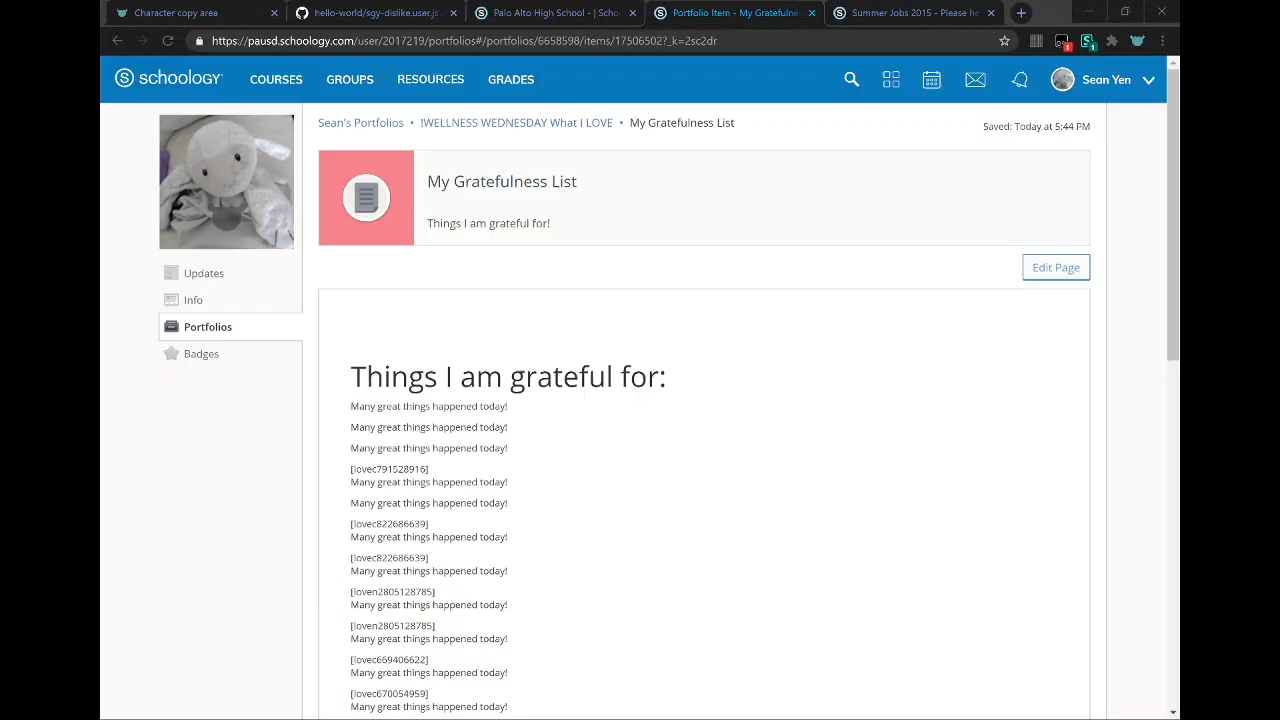 Character copy area
hello-world/sgy-dislike.user.js
Palo Alto High School - | Scho
Portfolio Item - My Gratefulne
Summer Jobs 2015 - Please he
https://pausd.schoology.com/user/2017219/portfolios#/portfolios/6658598/items/17506502?_k=2sc2dr
1
1
S schoology
COURSES
GROUPS
RESOURCES
GRADES
Sean Yen
Sean's Portfolios • !WELLNESS WEDNESDAY What I LOVE • My Gratefulness List
Saved: Today at 5:44 PM
My Gratefulness List
Things I am grateful for!
Edit Page
Updates
Info
Portfolios
Badges
Things I am grateful for:
Many great things happened today!
Many great things happened today!
Many great things happened today!
[lovec791528916]
Many great things happened today!
Many great things happened today!
[lovec822686639]
Many great things happened today!
[lovec822686639]
Many great things happened today!
[loven2805128785]
Many great things happened today!
[loven2805128785]
Many great things happened today!
[lovec669406622]
Many great things happened today!
[lovec670054959]
Many great things happened today!